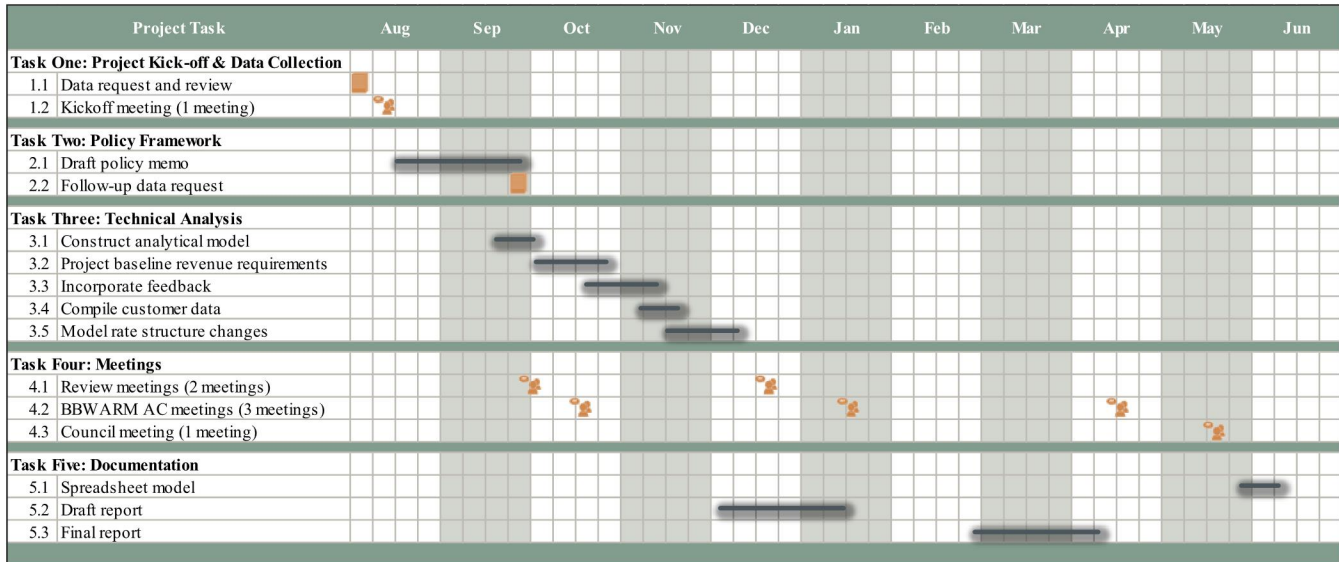 Project Task Aug Sep Oct Nov Dec Jan Feb Mar Apr May Jun
Task One: Project Kick-off & Data Collection
1.1 Data request and review
1.2 Kickoff meeting (1 meeting)
Task Two: Policy Framework
2.1 Draft policy memo
2.2 Follow-up data request
Task Three: Technical Analysis
3.1 Construct analytical model
3.2 Project baseline revenue requirements
3.3 Incorporate feedback
3.4 Compile customer data
3.5 Model rate structure changes
Task Four: Meetings
4.1 Review meetings (2 meetings)
4.2 BBWARM AC meetings (3 meetings)
4.3 Council meeting (1 meeting)
Task Five: Documentation
5.1 Spreadsheet model
5.2 Draft report
5.3 Final report